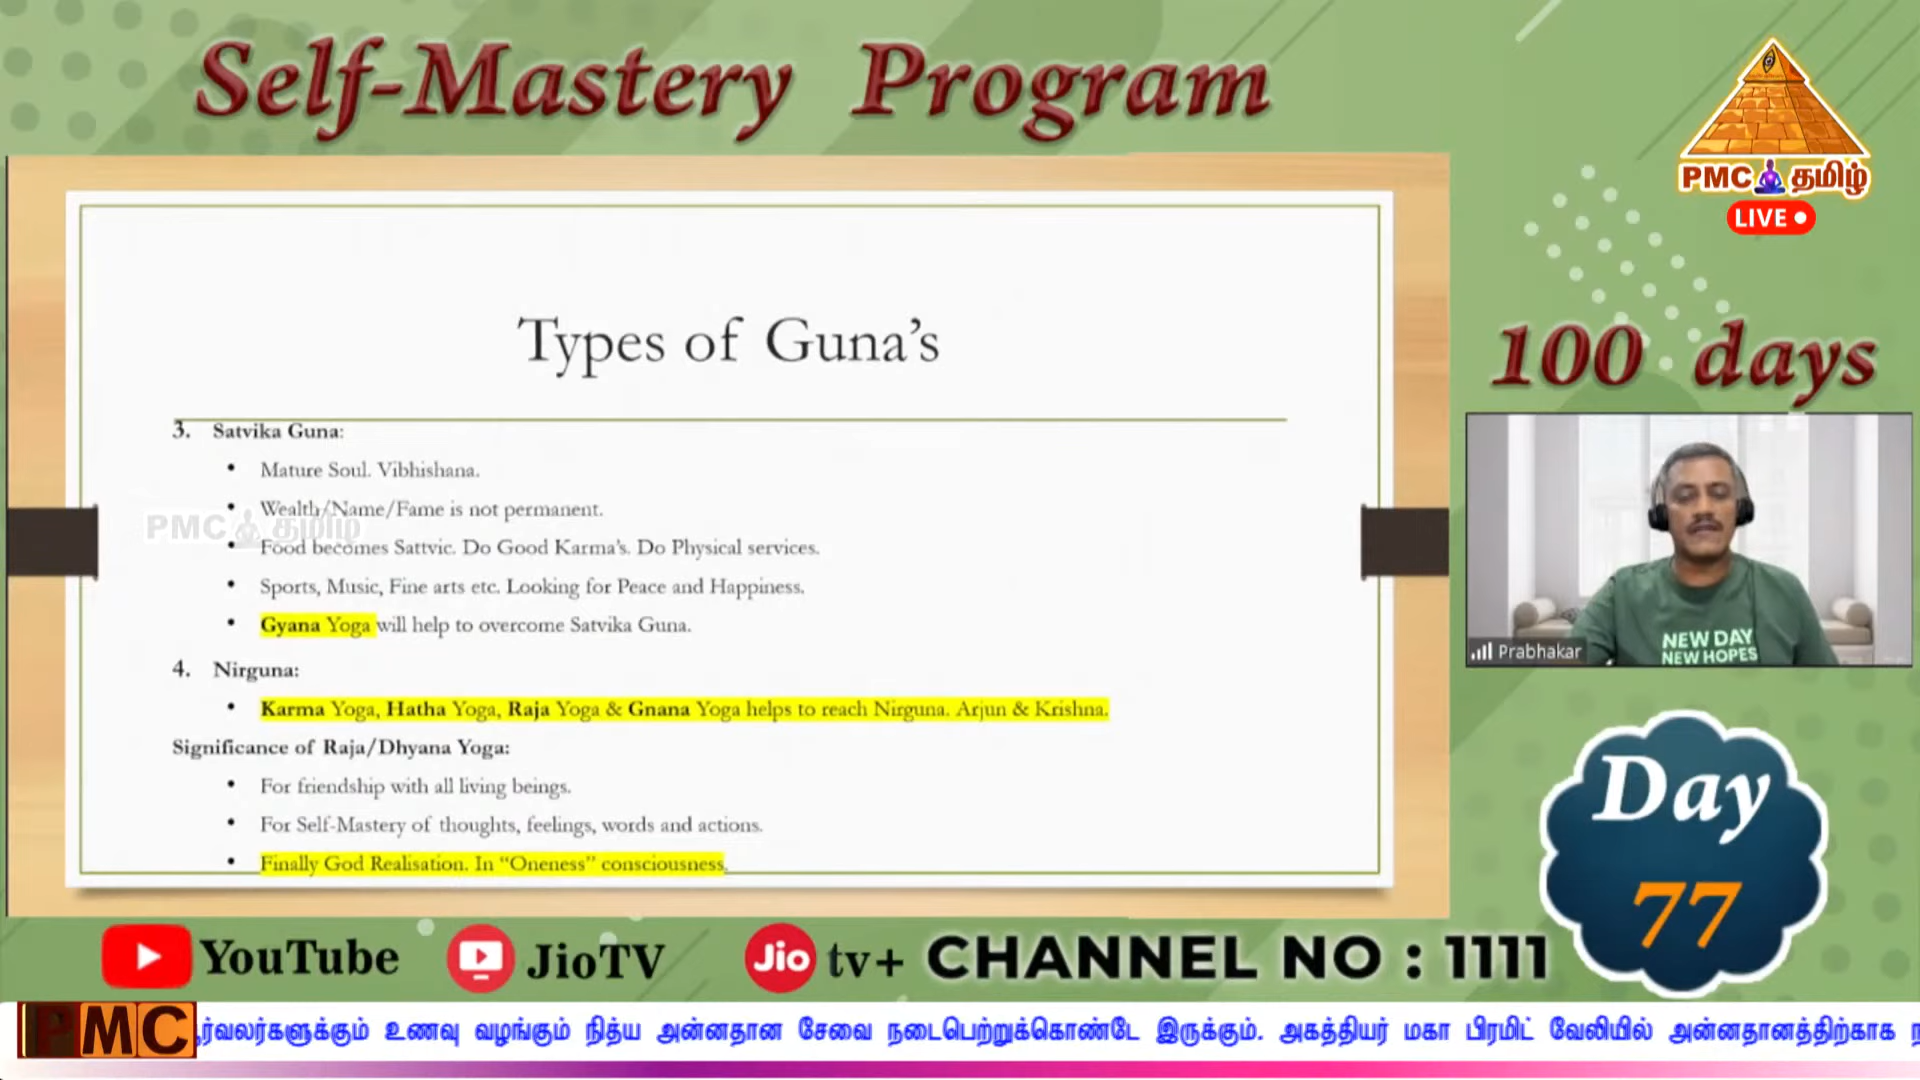 Self-Mastery Program
PMC தமிழ்
LIVE
Types of Guna's
3. Satvika Guna:
• Mature Soul. Vibhishana.
• Wealth/Name/Fame is not permanent.
PMC தமிழ்
• Food becomes Sattvic. Do Good Karma's. Do Physical services.
• Sports, Music, Fine arts etc. Looking for Peace and Happiness.
• Gyana Yoga will help to overcome Satvika Guna.
4. Nirguna:
• Karma Yoga, Hatha Yoga, Raja Yoga & Gnana Yoga helps to reach Nirguna. Arjun & Krishna.
Significance of Raja/Dhyana Yoga:
• For friendship with all living beings.
• For Self-Mastery of thoughts, feelings, words and actions.
• Finally God Realisation. In “Oneness” consciousness.
100 days
NEW DAY
NEW HOPES
Prabhakar
Day
77
YouTube JioTV Jio tv+ CHANNEL NO : 1111
PMC உணவு வழங்கும் நித்ய அன்னதான சேவை நடைபெற்றுக்கொண்டே இருக்கும். அகத்தியர் மகா பிரமிட் வேலியில் அன்னதானத்திற்காக